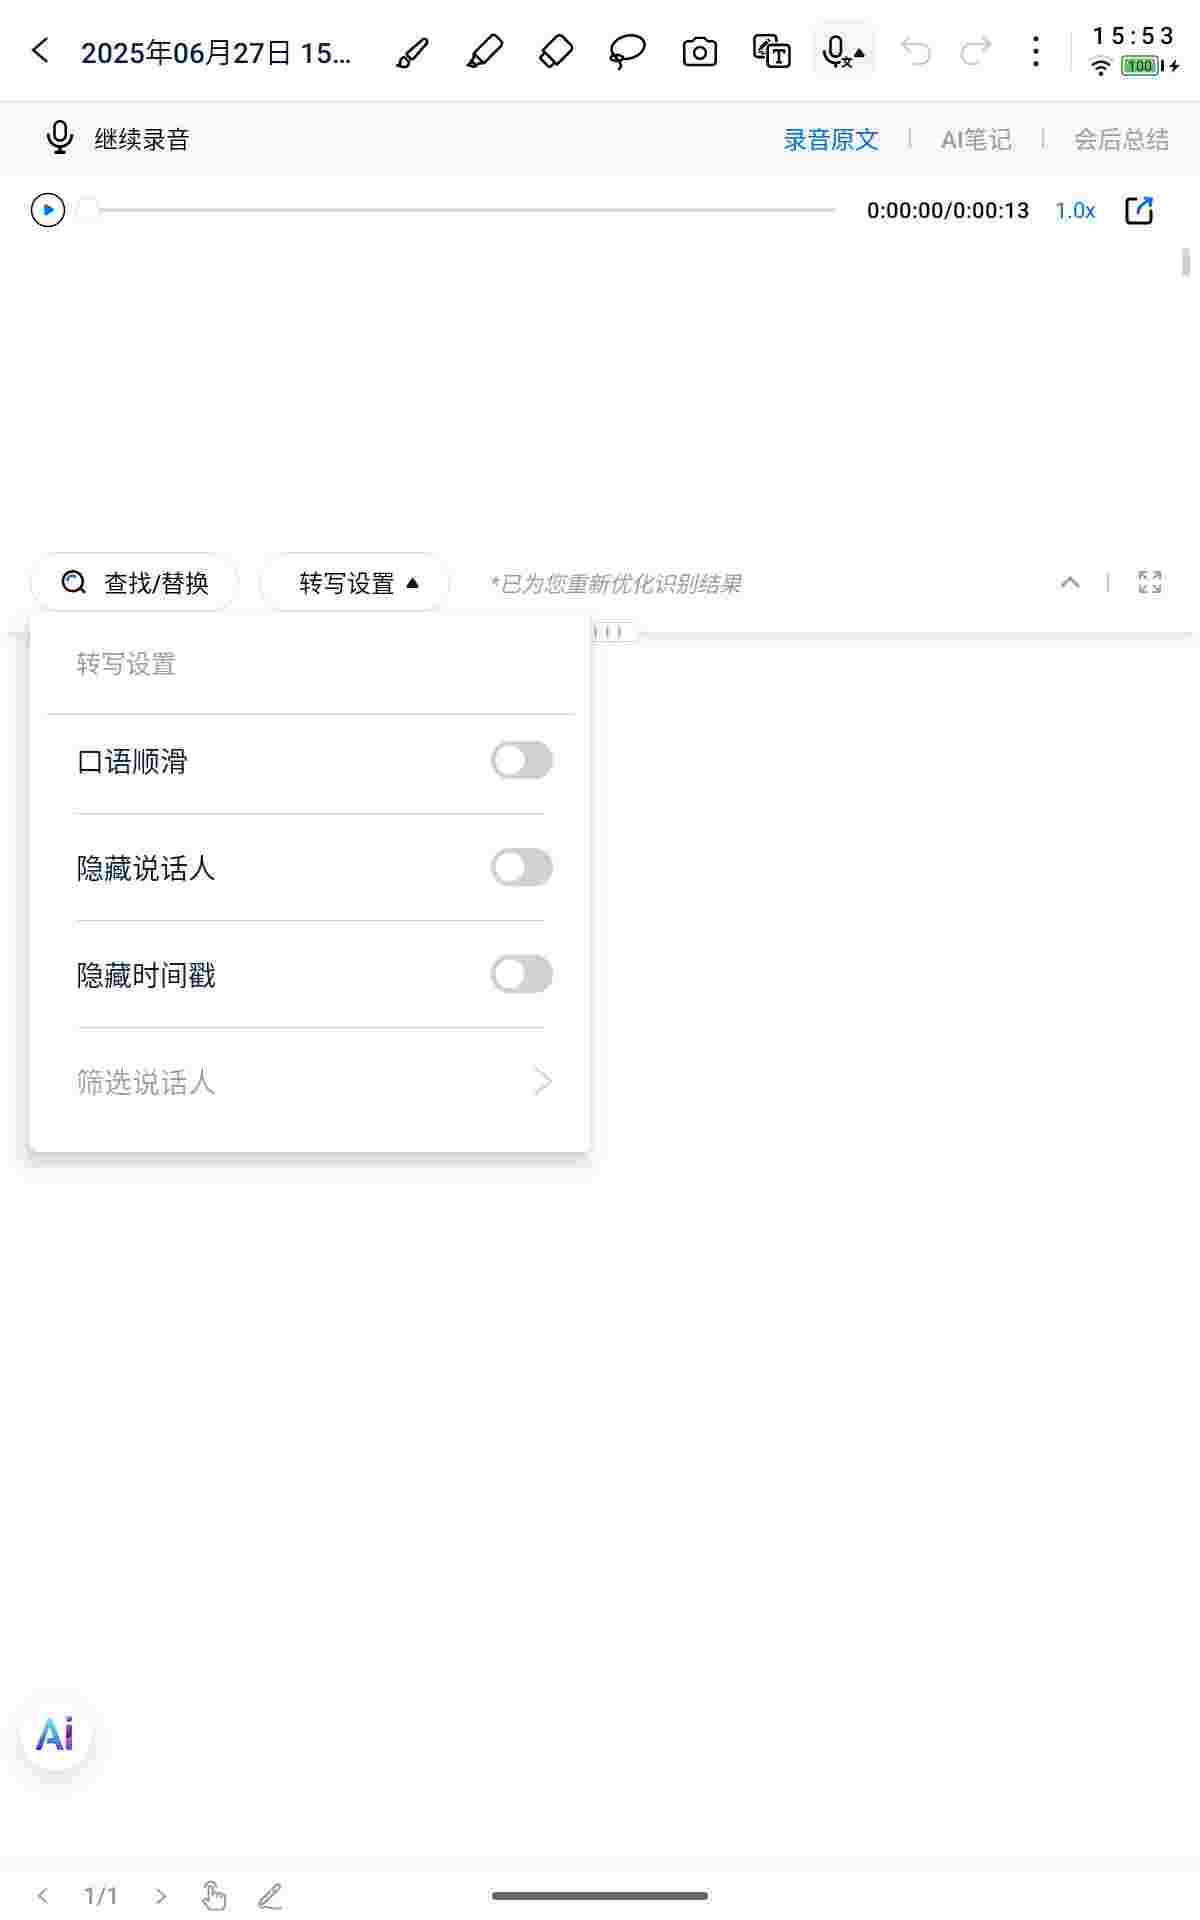 2025年06月27日 15...
15:53
100
继续录音
录音原文 | AI笔记 | 会后总结
0:00:00/0:00:13 1.0x
查找/替换 转写设置 *已为您重新优化识别结果
转写设置
口语顺滑
隐藏说话人
隐藏时间戳
筛选说话人
Ai
1/1